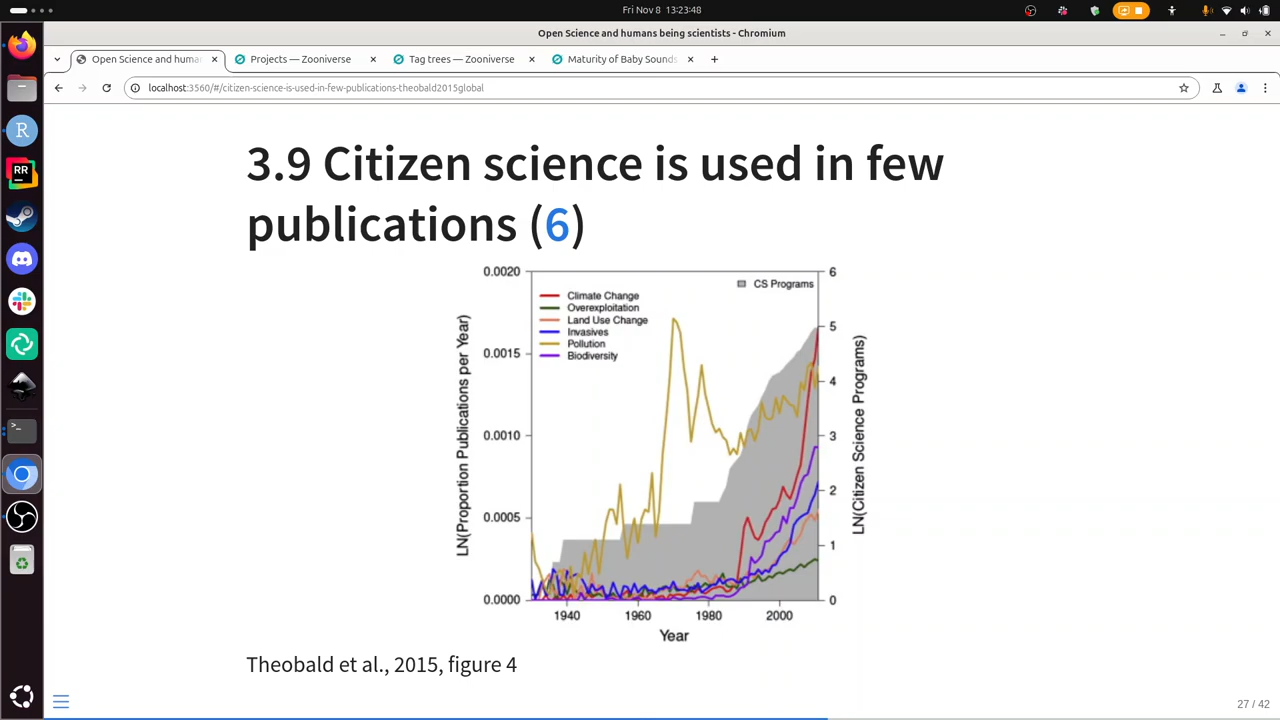 Fri Nov 8 13:23:48
Open Science and humans being scientists - Chromium
Open Science and huma
Projects — Zooniverse
Tag trees — Zooniverse
Maturity of Baby Sounds
localhost:3560/#/citizen-science-is-used-in-few-publications-theobald2015global
3.9 Citizen science is used in few
publications (6)
0.0020
0.0015
0.0010
0.0005
0.0000
LN(Proportion Publications per Year)
Climate Change
Overexploitation
Land Use Change
Invasives
Pollution
Biodiversity
CS Programs
6
5
4
3
2
1
0
LN(Citizen Science Programs)
1940 1960 1980 2000
Year
Theobald et al., 2015, figure 4
27 / 42
R
RR
>_